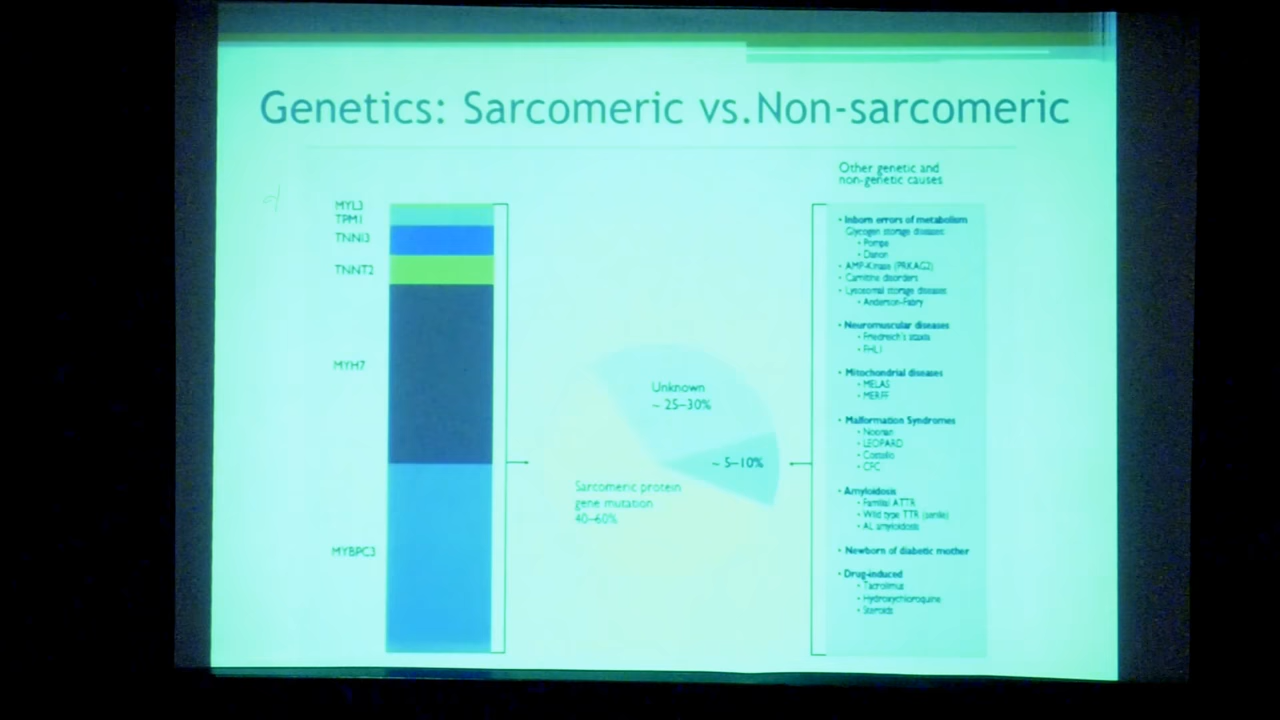 Genetics: Sarcomeric vs.Non-sarcomeric
Other genetic and
non-genetic causes
MYL3
TPM1
TNNI3
TNNT2
MYH7
MYBPC3
Unknown
~ 25–30%
~ 5–10%
Sarcomeric protein
gene mutation
40–60%
• Inborn errors of metabolism
Glycogen storage diseases
• Pompe
• Danon
• AMP-Kinase (PRKAG2)
• Carnitine disorders
• Lysosomal storage diseases
• Anderson-Fabry
• Neuromuscular diseases
• Friedreich's ataxia
• FHL1
• Mitochondrial diseases
• MELAS
• MERFF
• Malformation Syndromes
• Noonan
• LEOPARD
• Costello
• CFC
• Amyloidosis
• Familial ATTR
• Wild type TTR (senile)
• AL amyloidosis
• Newborn of diabetic mother
• Drug-induced
• Tacrolimus
• Hydroxychloroquine
• Steroids